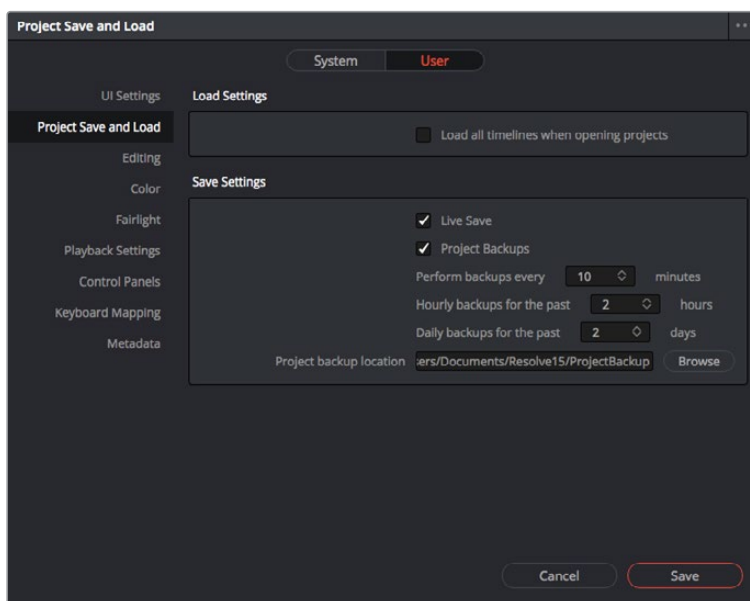 Project Save and Load
System User
UI Settings
Project Save and Load
Editing
Color
Fairlight
Playback Settings
Control Panels
Keyboard Mapping
Metadata
Load Settings
Load all timelines when opening projects
Save Settings
Live Save
Project Backups
Perform backups every 10 minutes
Hourly backups for the past 2 hours
Daily backups for the past 2 days
Project backup location ers/Documents/Resolve15/ProjectBackup Browse
Cancel Save